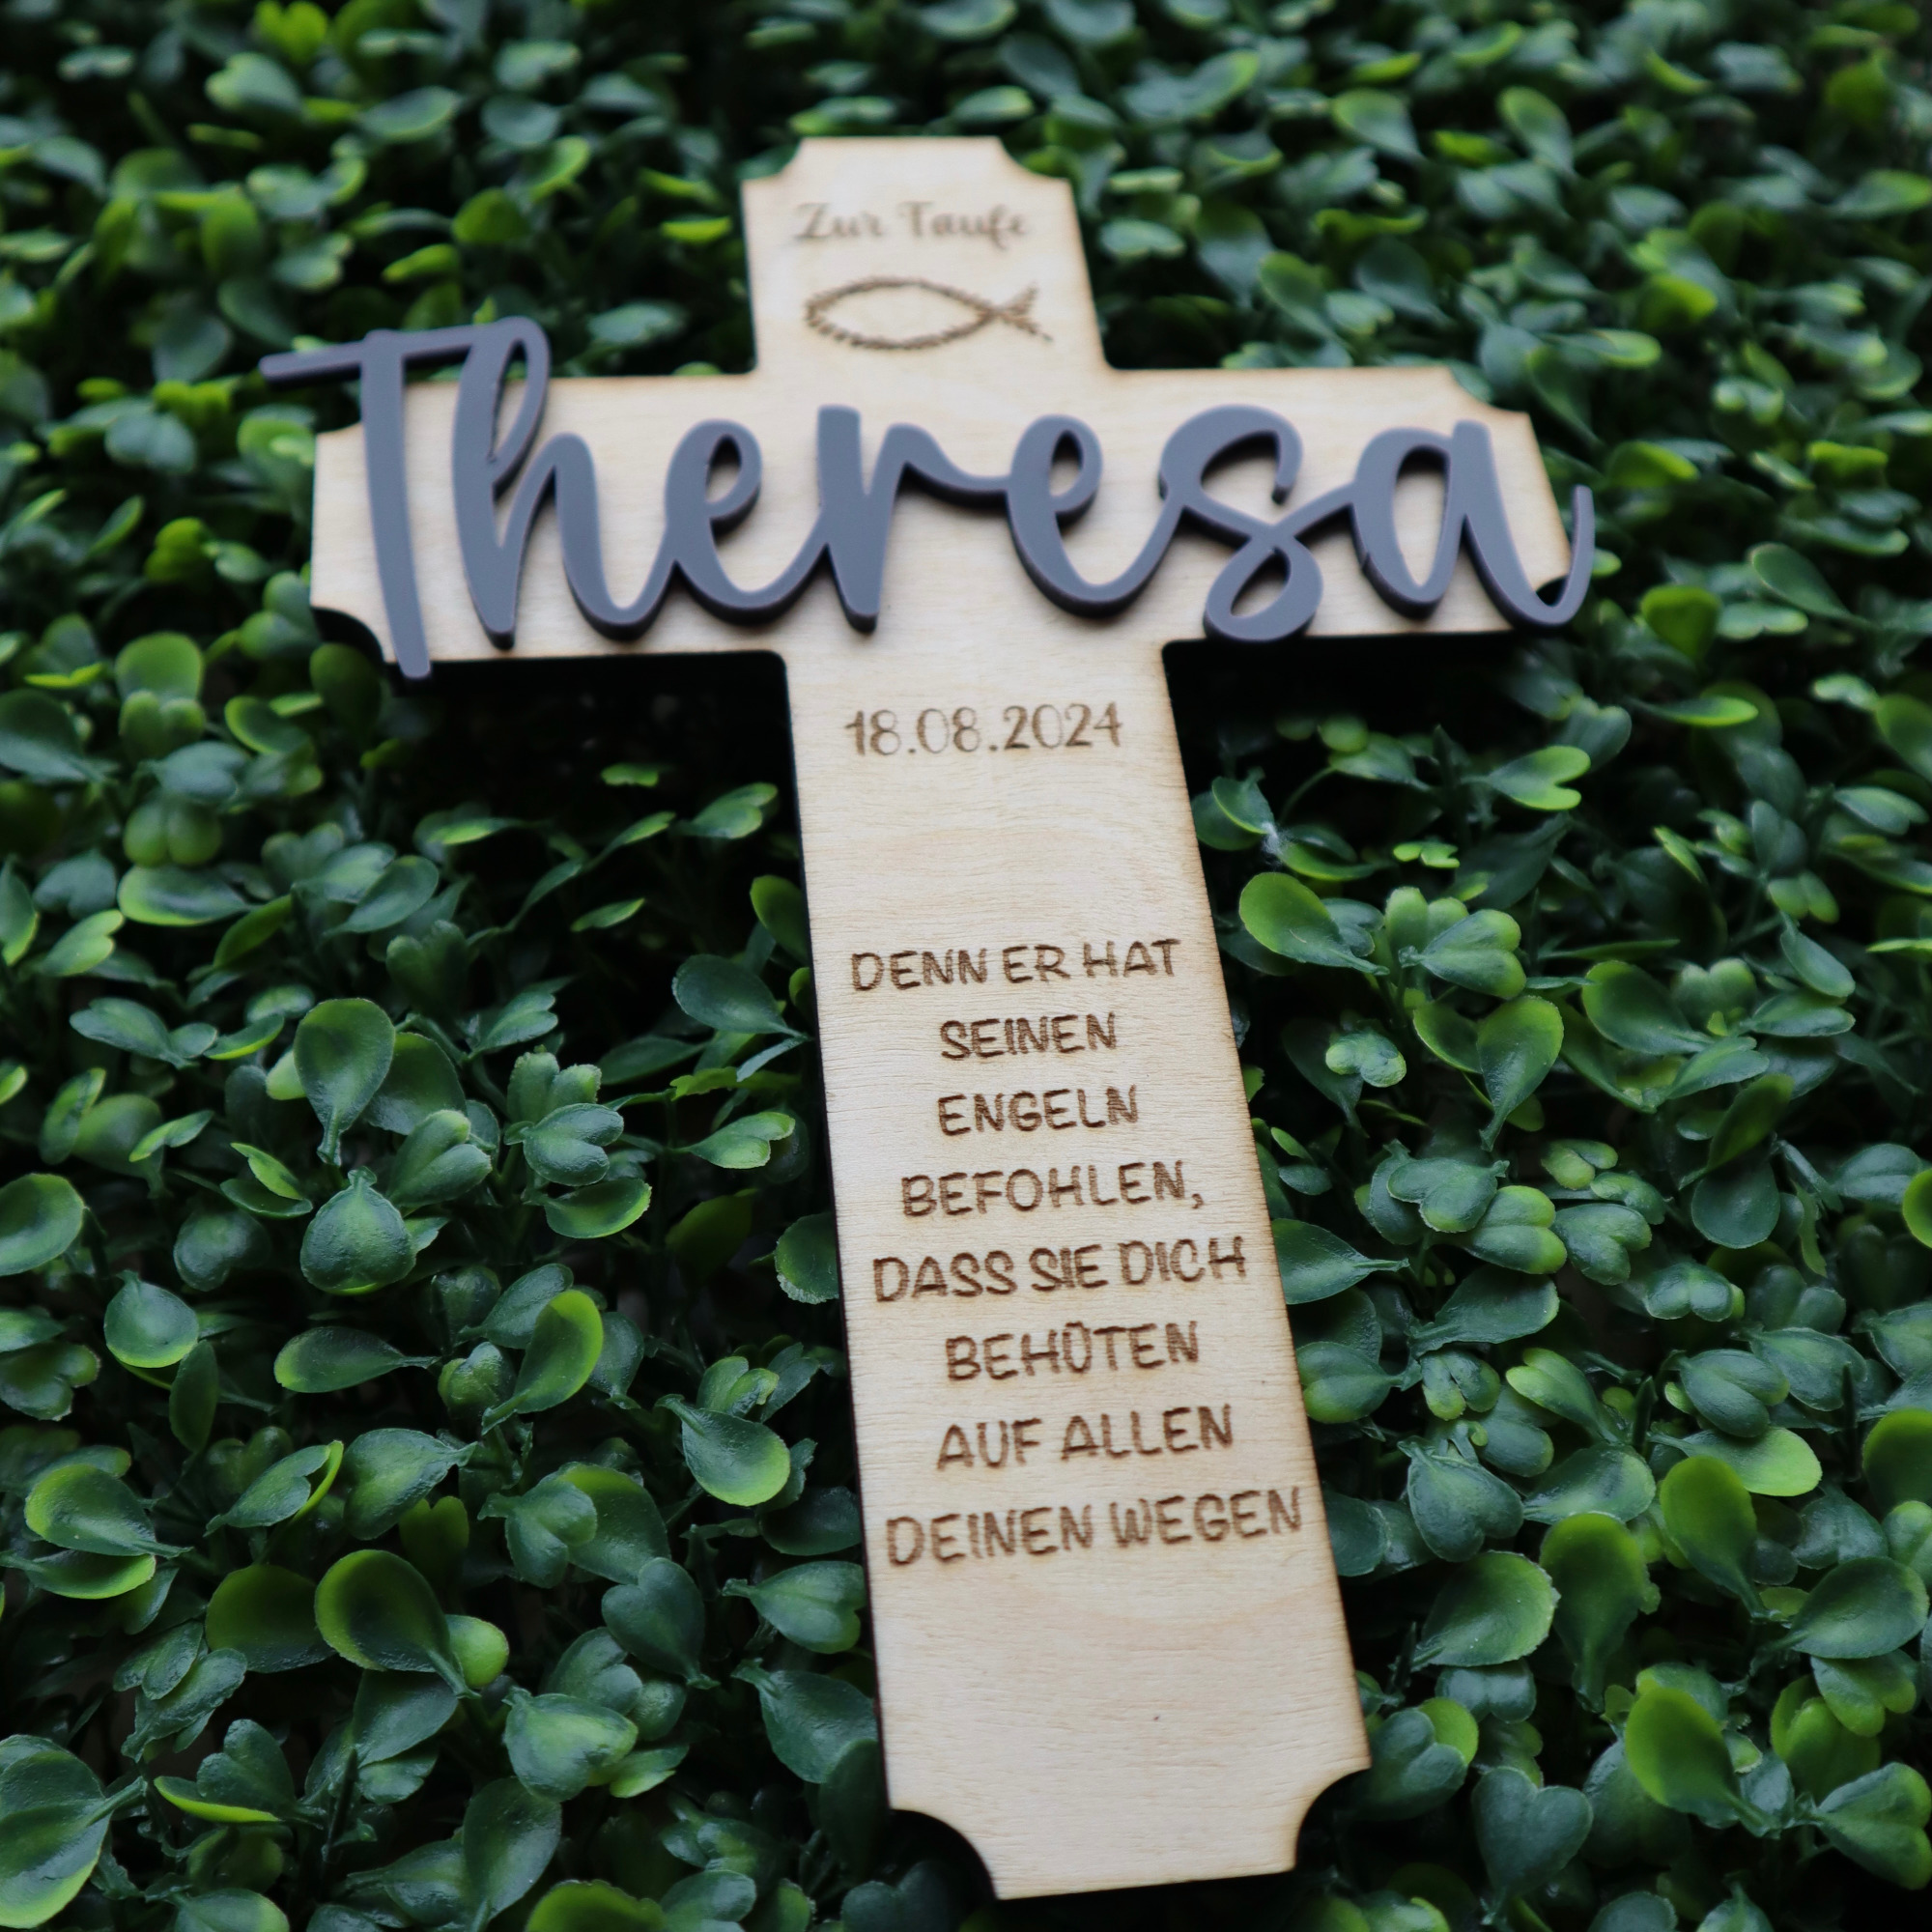 Zur Taufe
Theresa
18.08.2024
DENN ER HAT
SEINEN
ENGELN
BEFOHLEN,
DASS SIE DICH
BEHÜTEN
AUF ALLEN
DEINEN WEGEN